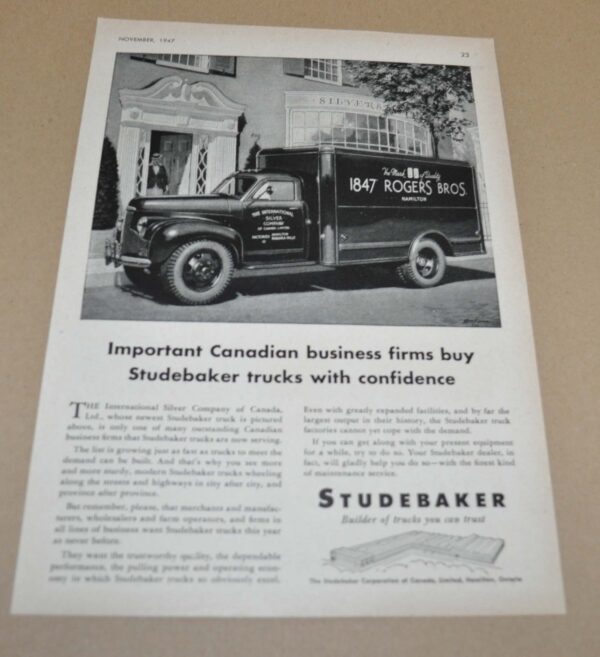 NOVEMBER, 1947
23
SILVER
The Mark of Quality
1847 ROGERS BROS.
HAMILTON
THE INTERNATIONAL
SILVER
COMPANY
OF CANADA LIMITED
FACTORIES HAMILTON
NIAGARA FALLS
Important Canadian business firms buy
Studebaker trucks with confidence
THE International Silver Company of Canada,
Ltd., whose newest Studebaker truck is pictured
above, is only one of many outstanding Canadian
business firms that Studebaker trucks are now serving.
The list is growing just as fast as trucks to meet the
demand can be built. And that's why you see more
and more sturdy, modern Studebaker trucks wheeling
along the streets and highways in city after city, and
province after province.
But remember, please, that merchants and manufac-
turers, wholesalers and farm operators, and firms in
all lines of business want Studebaker trucks this year
as never before.
They want the trustworthy quality, the dependable
performance, the pulling power and operating econ-
omy in which Studebaker trucks so obviously excel.
Even with greatly expanded facilities, and by far the
largest output in their history, the Studebaker truck
factories cannot yet cope with the demand.
If you can get along with your present equipment
for a while, try to do so. Your Studebaker dealer, in
fact, will gladly help you do so—with the finest kind
of maintenance service.
STUDEBAKER
Builder of trucks you can trust
The Studebaker Corporation of Canada, Limited, Hamilton, Ontario